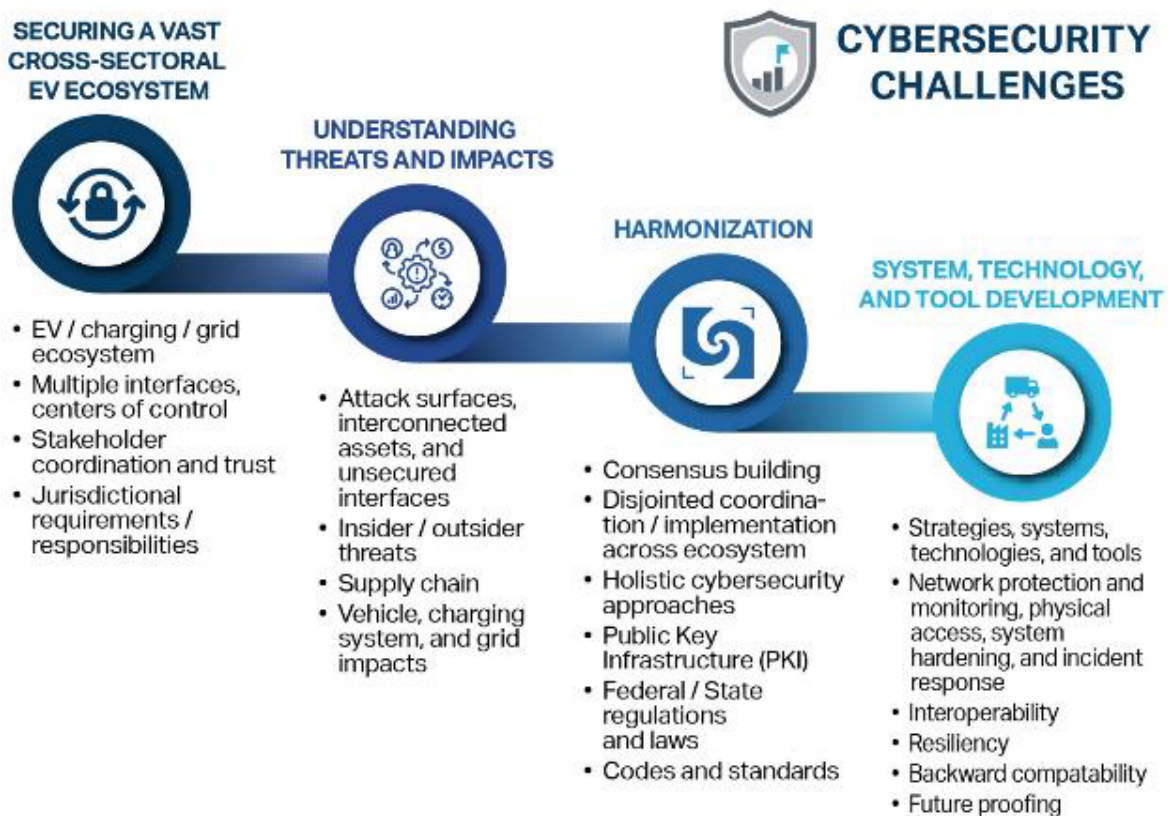 SECURING A VAST
CROSS-SECTORAL
EV ECOSYSTEM
CYBERSECURITY
CHALLENGES
UNDERSTANDING
THREATS AND IMPACTS
HARMONIZATION
SYSTEM, TECHNOLOGY,
AND TOOL DEVELOPMENT
• EV / charging / grid
ecosystem
• Multiple interfaces,
centers of control
• Stakeholder
coordination and trust
• Jurisdictional
requirements /
responsibilities
• Attack surfaces,
interconnected
assets, and
unsecured
interfaces
• Insider / outsider
threats
• Supply chain
• Vehicle, charging
system, and grid
impacts
• Consensus building
• Disjointed coordina-
tion / implementation
across ecosystem
• Holistic cybersecurity
approaches
• Public Key
Infrastructure (PKI)
• Federal / State
regulations
and laws
• Codes and standards
• Strategies, systems,
technologies, and tools
• Network protection and
monitoring, physical
access, system
hardening, and incident
response
• Interoperability
• Resiliency
• Backward compatability
• Future proofing